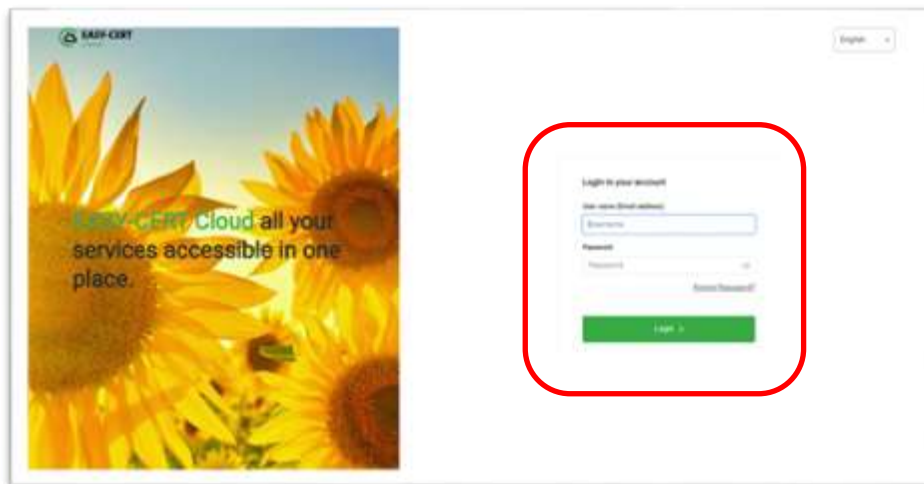 EASY-CERT
English
EASY-CERT Cloud all your
services accessible in one
place.
Login to your account
User name (Email address)
Username
Password
Password
Forgot Password?
Login >